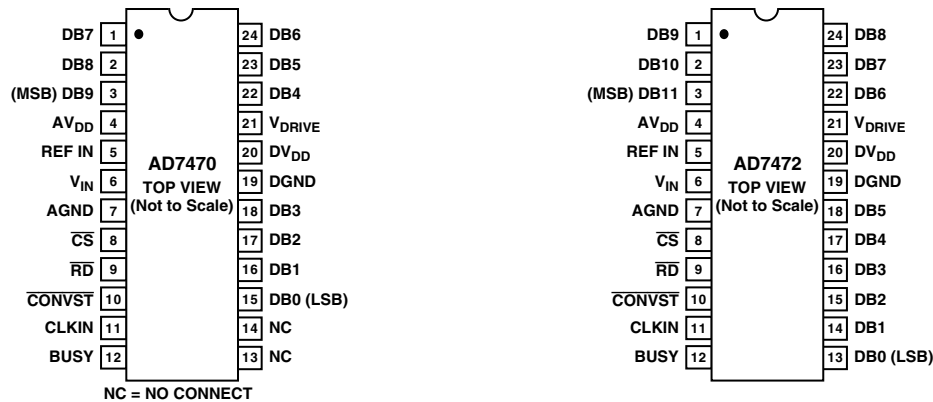 DB7 1 24 DB6
DB8 2 23 DB5
(MSB) DB9 3 22 DB4
AVDD 4 21 VDRIVE
REF IN 5 20 DVDD
VIN 6 19 DGND
AGND 7 18 DB3
CS 8 17 DB2
RD 9 16 DB1
CONVST 10 15 DB0 (LSB)
CLKIN 11 14 NC
BUSY 12 13 NC
AD7470
TOP VIEW
(Not to Scale)
NC = NO CONNECT
DB9 1 24 DB8
DB10 2 23 DB7
(MSB) DB11 3 22 DB6
AVDD 4 21 VDRIVE
REF IN 5 20 DVDD
VIN 6 19 DGND
AGND 7 18 DB5
CS 8 17 DB4
RD 9 16 DB3
CONVST 10 15 DB2
CLKIN 11 14 DB1
BUSY 12 13 DB0 (LSB)
AD7472
TOP VIEW
(Not to Scale)